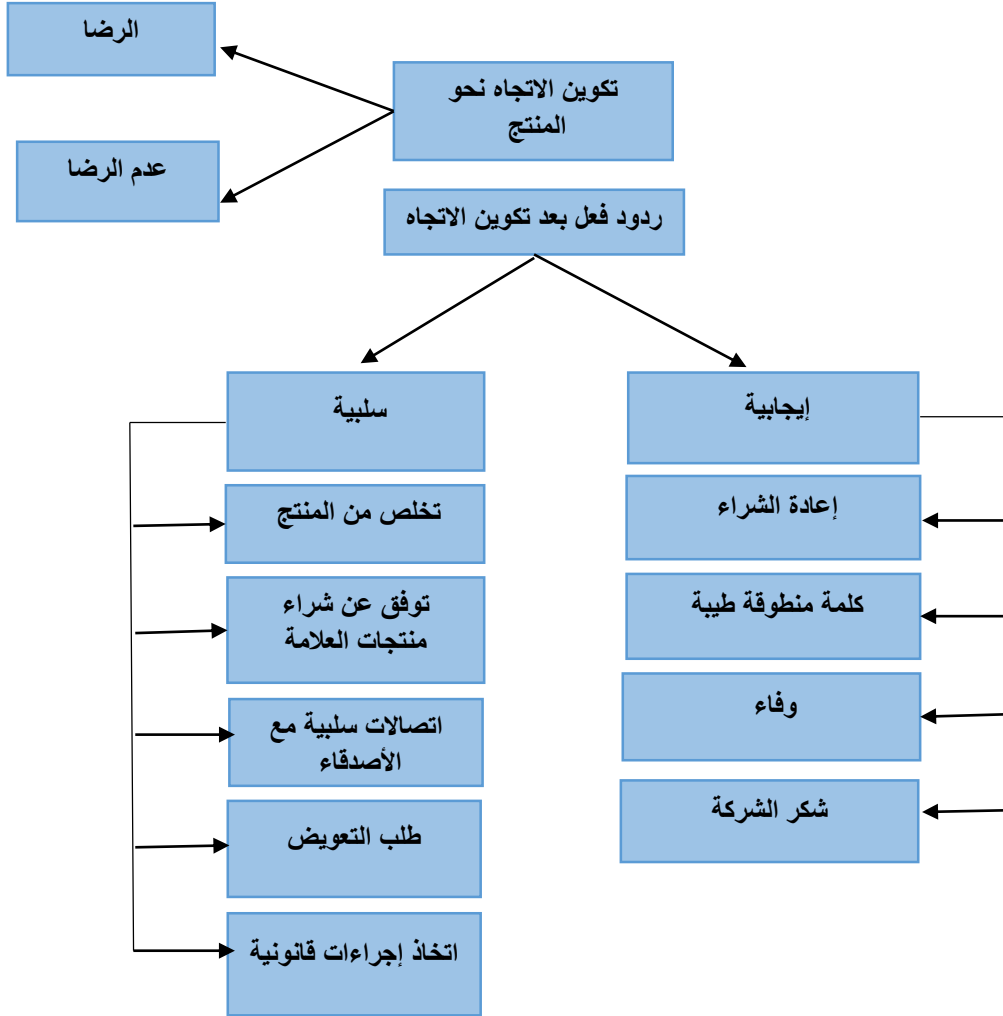 الرضا
تكوين الاتجاه نحو
المنتج
عدم الرضا
ردود فعل بعد تكوين الاتجاه
إيجابية
إعادة الشراء
كلمة منطوقة طيبة
وفاء
شكر الشركة
سلبية
تخلص من المنتج
توفق عن شراء
منتجات العلامة
اتصالات سلبية مع
الأصدقاء
طلب التعويض
اتخاذ إجراءات قانونية